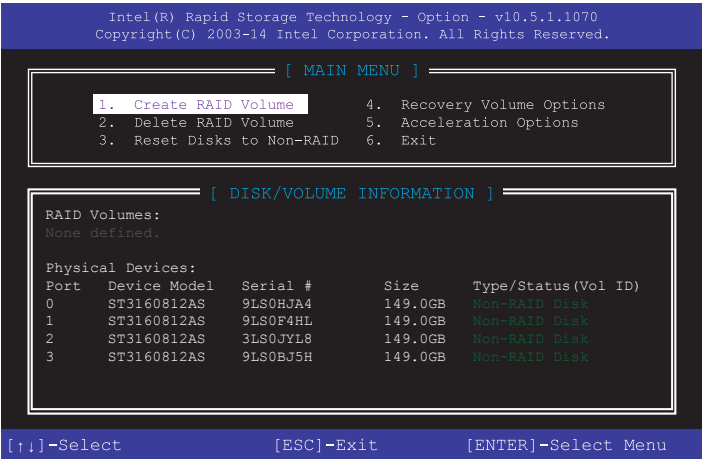 Intel(R) Rapid Storage Technology - Option - v10.5.1.1070
Copyright(C) 2003-14 Intel Corporation. All Rights Reserved.
[ MAIN MENU ]
1. Create RAID Volume 4. Recovery Volume Options
2. Delete RAID Volume 5. Acceleration Options
3. Reset Disks to Non-RAID 6. Exit
[ DISK/VOLUME INFORMATION ]
RAID Volumes:
None defined.
Physical Devices:
Port Device Model Serial # Size Type/Status(Vol ID)
0 ST3160812AS 9LS0HJA4 149.0GB Non-RAID Disk
1 ST3160812AS 9LS0F4HL 149.0GB Non-RAID Disk
2 ST3160812AS 3LS0JYL8 149.0GB Non-RAID Disk
3 ST3160812AS 9LS0BJ5H 149.0GB Non-RAID Disk
[↑↓]-Select [ESC]-Exit [ENTER]-Select Menu